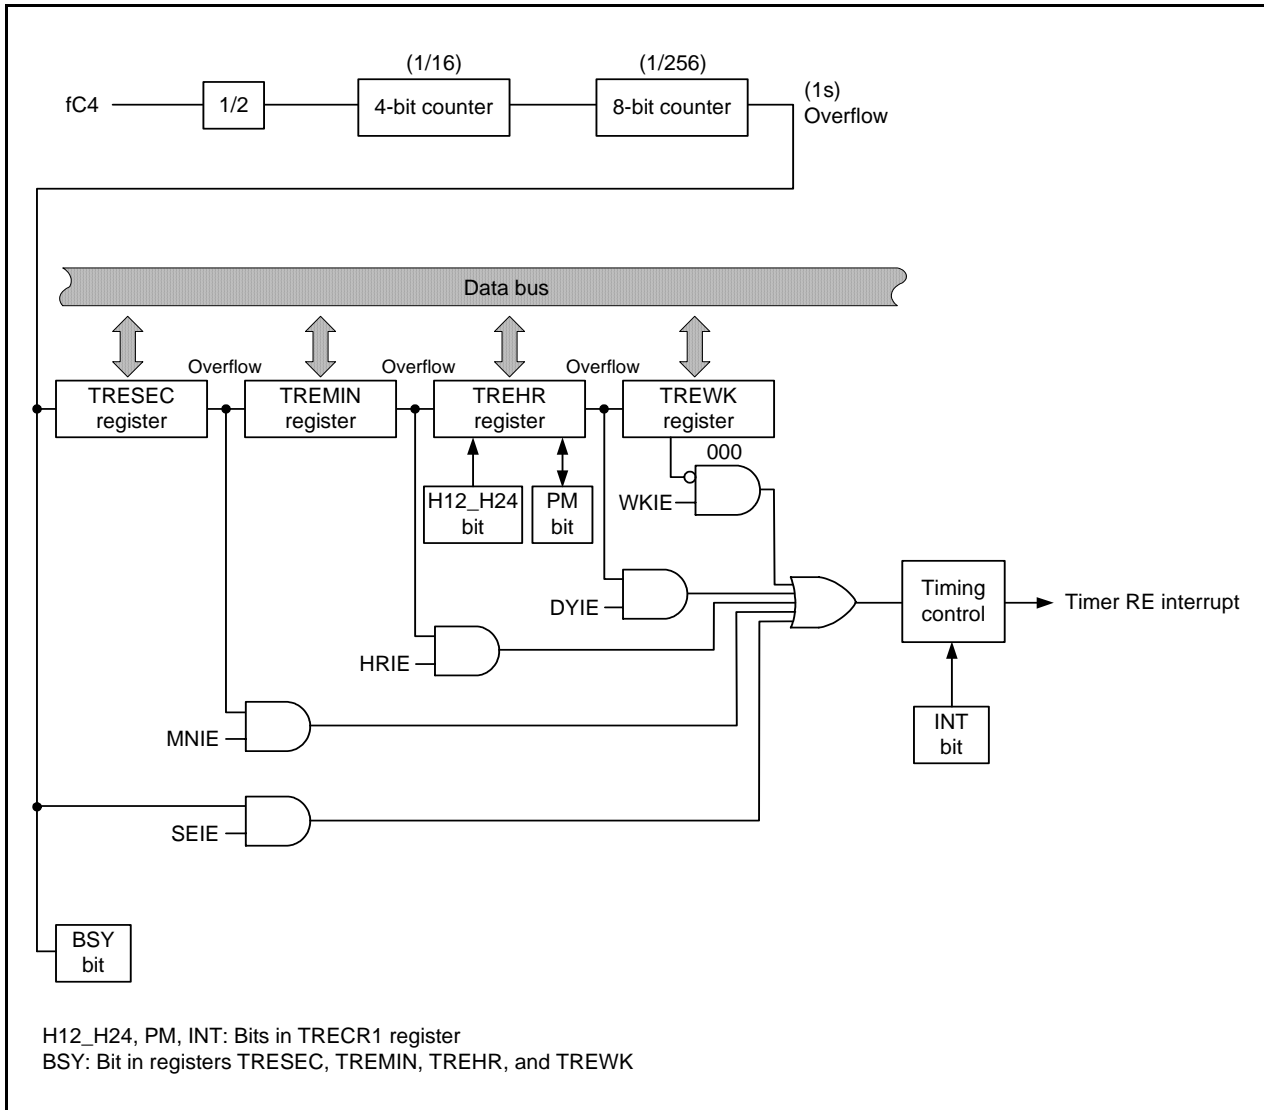 (1/16)
(1/256)
fC4
1/2
4-bit counter
8-bit counter
(1s)
Overflow
Data bus
Overflow
Overflow
Overflow
TRESEC
register
TREMIN
register
TREHR
register
TREWK
register
000
H12_H24
bit
PM
bit
WKIE
DYIE
Timing
control
Timer RE interrupt
HRIE
MNIE
INT
bit
SEIE
BSY
bit
H12_H24, PM, INT: Bits in TRECR1 register
BSY: Bit in registers TRESEC, TREMIN, TREHR, and TREWK